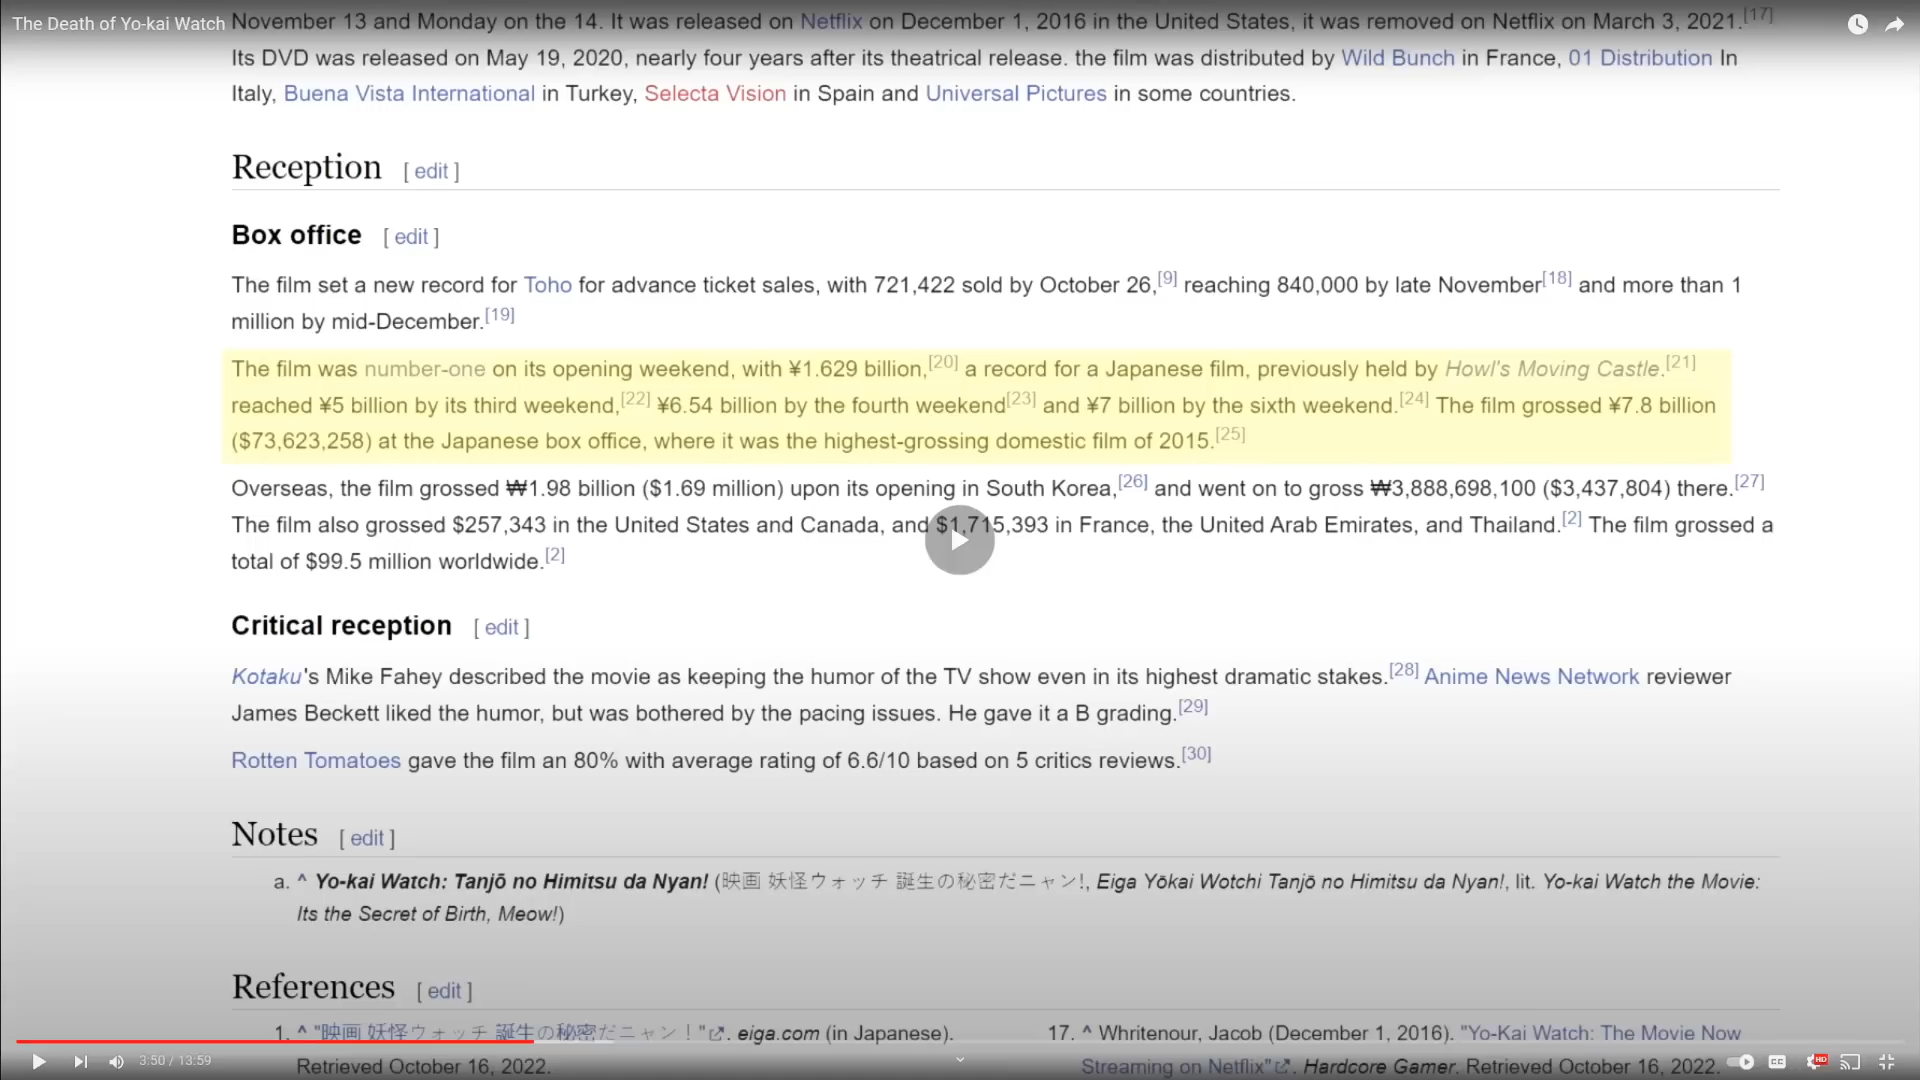 The Death of Yo-kai Watch
November 13 and Monday on the 14. It was released on Netflix on December 1, 2016 in the United States, it was removed on Netflix on March 3, 2021.[17]
Its DVD was released on May 19, 2020, nearly four years after its theatrical release. the film was distributed by Wild Bunch in France, 01 Distribution In
Italy, Buena Vista International in Turkey, Selecta Vision in Spain and Universal Pictures in some countries.
Reception [ edit ]
Box office [ edit ]
The film set a new record for Toho for advance ticket sales, with 721,422 sold by October 26,[9] reaching 840,000 by late November[18] and more than 1
million by mid-December.[19]
The film was number-one on its opening weekend, with ¥1.629 billion,[20] a record for a Japanese film, previously held by Howl's Moving Castle.[21]
reached ¥5 billion by its third weekend,[22] ¥6.54 billion by the fourth weekend[23] and ¥7 billion by the sixth weekend.[24] The film grossed ¥7.8 billion
($73,623,258) at the Japanese box office, where it was the highest-grossing domestic film of 2015.[25]
Overseas, the film grossed ₩1.98 billion ($1.69 million) upon its opening in South Korea,[26] and went on to gross ₩3,888,698,100 ($3,437,804) there.[27]
The film also grossed $257,343 in the United States and Canada, and $1,715,393 in France, the United Arab Emirates, and Thailand.[2] The film grossed a
total of $99.5 million worldwide.[2]
Critical reception [ edit ]
Kotaku's Mike Fahey described the movie as keeping the humor of the TV show even in its highest dramatic stakes.[28] Anime News Network reviewer
James Beckett liked the humor, but was bothered by the pacing issues. He gave it a B grading.[29]
Rotten Tomatoes gave the film an 80% with average rating of 6.6/10 based on 5 critics reviews.[30]
Notes [ edit ]
a. ^ Yo-kai Watch: Tanjō no Himitsu da Nyan! (映画 妖怪ウォッチ 誕生の秘密だニャン!, Eiga Yōkai Wotchi Tanjō no Himitsu da Nyan!, lit. Yo-kai Watch the Movie:
Its the Secret of Birth, Meow!)
References [ edit ]
1. ^ "映画 妖怪ウォッチ 誕生の秘密だニャン！". eiga.com (in Japanese).
Retrieved October 16, 2022.
17. ^ Whritenour, Jacob (December 1, 2016). "Yo-Kai Watch: The Movie Now
Streaming on Netflix". Hardcore Gamer. Retrieved October 16, 2022.
3:50 / 13:59
CC
HD